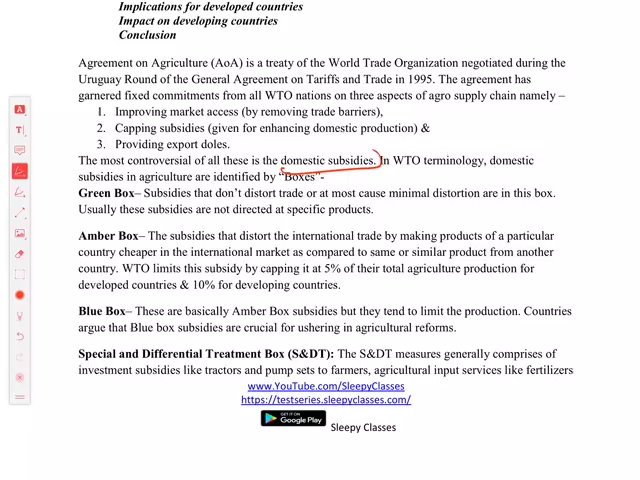 Implications for developed countries
Impact on developing countries
Conclusion
Agreement on Agriculture (AoA) is a treaty of the World Trade Organization negotiated during the
Uruguay Round of the General Agreement on Tariffs and Trade in 1995. The agreement has
garnered fixed commitments from all WTO nations on three aspects of agro supply chain namely –
1. Improving market access (by removing trade barriers),
2. Capping subsidies (given for enhancing domestic production) &
3. Providing export doles.
The most controversial of all these is the domestic subsidies. In WTO terminology, domestic
subsidies in agriculture are identified by “Boxes”-
Green Box– Subsidies that don’t distort trade or at most cause minimal distortion are in this box.
Usually these subsidies are not directed at specific products.
Amber Box– The subsidies that distort the international trade by making products of a particular
country cheaper in the international market as compared to same or similar product from another
country. WTO limits this subsidy by capping it at 5% of their total agriculture production for
developed countries & 10% for developing countries.
Blue Box– These are basically Amber Box subsidies but they tend to limit the production. Countries
argue that Blue box subsidies are crucial for ushering in agricultural reforms.
Special and Differential Treatment Box (S&DT): The S&DT measures generally comprises of
investment subsidies like tractors and pump sets to farmers, agricultural input services like fertilizers
www.YouTube.com/SleepyClasses
https://testseries.sleepyclasses.com/
GET IT ON
Google Play
Sleepy Classes